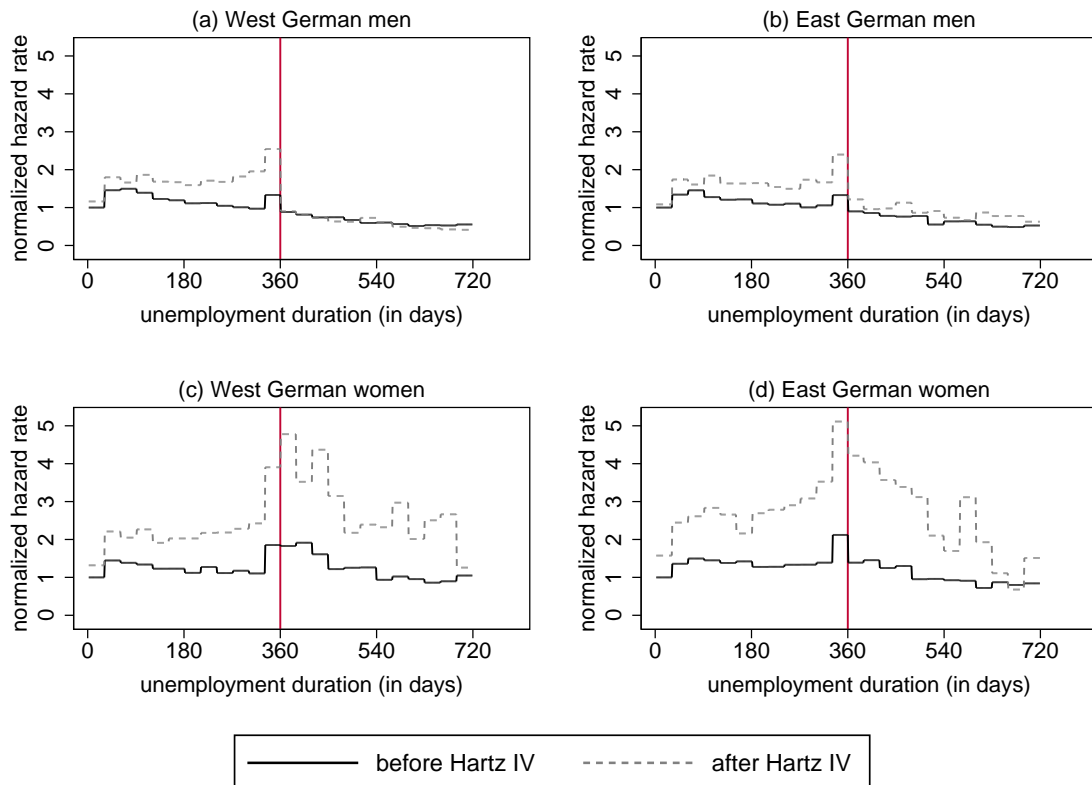 (a) West German men
normalized hazard rate
0 1 2 3 4 5
0 180 360 540 720
unemployment duration (in days)
(b) East German men
normalized hazard rate
0 1 2 3 4 5
0 180 360 540 720
unemployment duration (in days)
(c) West German women
normalized hazard rate
0 1 2 3 4 5
0 180 360 540 720
unemployment duration (in days)
(d) East German women
normalized hazard rate
0 1 2 3 4 5
0 180 360 540 720
unemployment duration (in days)
before Hartz IV after Hartz IV